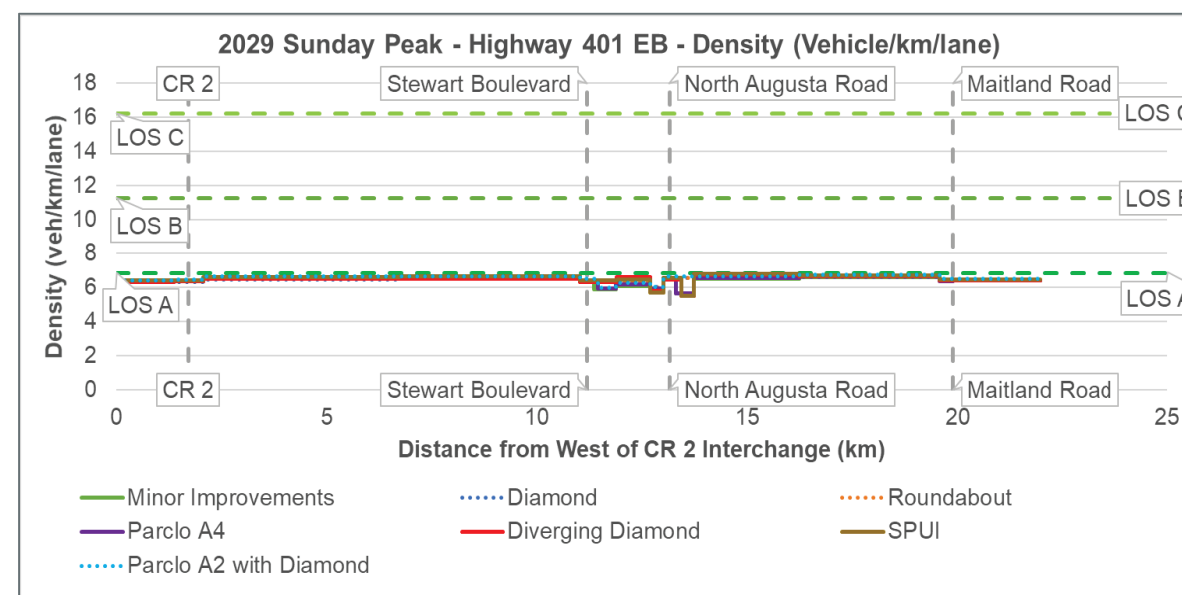 2029 Sunday Peak - Highway 401 EB - Density (Vehicle/km/lane)
18
16
14
12
10
8
6
4
2
0
Density (veh/km/lane)
CR 2
Stewart Boulevard
North Augusta Road
Maitland Road
LOS C
LOS B
LOS A
LOS
LOS
LOS
CR 2
Stewart Boulevard
North Augusta Road
Maitland Road
0 5 10 15 20 25
Distance from West of CR 2 Interchange (km)
Minor Improvements Diamond Roundabout
Parclo A4 Diverging Diamond SPUI
Parclo A2 with Diamond